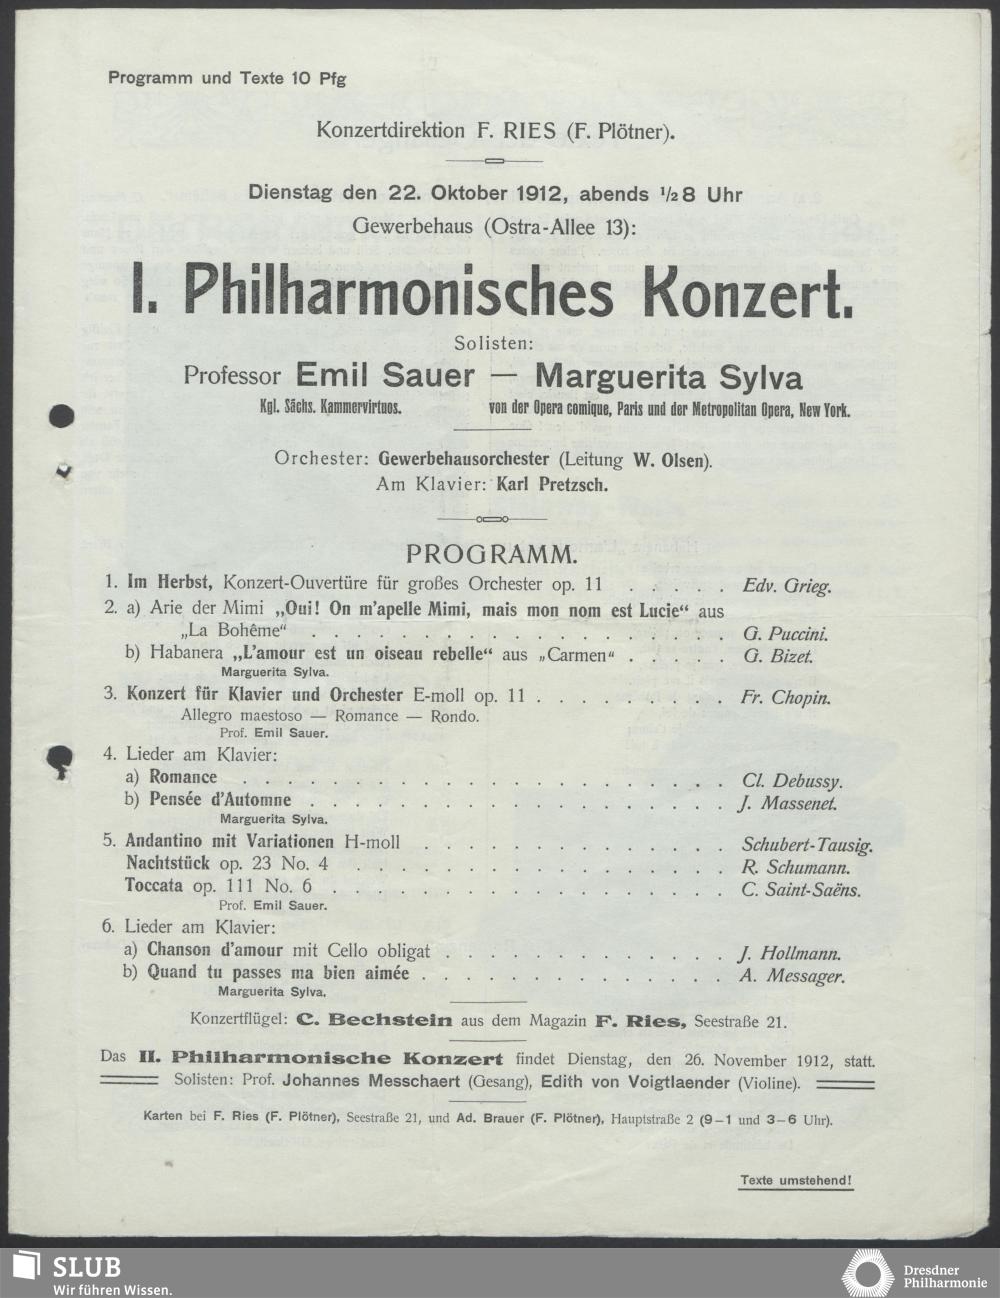 Programm und Texte 10 Pfg
Konzertdirektion F. RIES (F. Plötner).
Dienstag den 22. Oktober 1912, abends ½8 Uhr
Gewerbehaus (Ostra-Allee 13):
I. Philharmonisches Konzert.
Solisten:
Professor Emil Sauer — Marguerita Sylva
Kgl. Sächs. Kammervirtuos. von der Opera comique, Paris und der Metropolitan Opera, New York.
Orchester: Gewerbehausorchester (Leitung W. Olsen).
Am Klavier: Karl Pretzsch.
PROGRAMM.
1. Im Herbst, Konzert-Ouvertüre für großes Orchester op. 11 . . . . . Edv. Grieg.
2. a) Arie der Mimi „Oui! On m'apelle Mimi, mais mon nom est Lucie“ aus
„La Bohême“ . . . . . . . . . . . . . . . . . . . G. Puccini.
b) Habanera „L'amour est un oiseau rebelle“ aus „Carmen“ . . . . . G. Bizet.
Marguerita Sylva.
3. Konzert für Klavier und Orchester E-moll op. 11 . . . . . . . . . Fr. Chopin.
Allegro maestoso — Romance — Rondo.
Prof. Emil Sauer.
4. Lieder am Klavier:
a) Romance . . . . . . . . . . . . . . . . . . . . . . Cl. Debussy.
b) Pensée d'Automne . . . . . . . . . . . . . . . . . . . J. Massenet.
Marguerita Sylva.
5. Andantino mit Variationen H-moll . . . . . . . . . . . . . . Schubert-Tausig.
Nachtstück op. 23 No. 4 . . . . . . . . . . . . . . . . . R. Schumann.
Toccata op. 111 No. 6 . . . . . . . . . . . . . . . . . . C. Saint-Saëns.
Prof. Emil Sauer.
6. Lieder am Klavier:
a) Chanson d'amour mit Cello obligat . . . . . . . . . . . . . J. Hollmann.
b) Quand tu passes ma bien aimée . . . . . . . . . . . . . . A. Messager.
Marguerita Sylva.
Konzertflügel: C. Bechstein aus dem Magazin F. Ries, Seestraße 21.
Das II. Philharmonische Konzert findet Dienstag, den 26. November 1912, statt.
Solisten: Prof. Johannes Messchaert (Gesang), Edith von Voigtlaender (Violine).
Karten bei F. Ries (F. Plötner), Seestraße 21, und Ad. Brauer (F. Plötner), Hauptstraße 2 (9–1 und 3–6 Uhr).
Texte umstehend!
SLUB
Wir führen Wissen.
Dresdner
Philharmonie